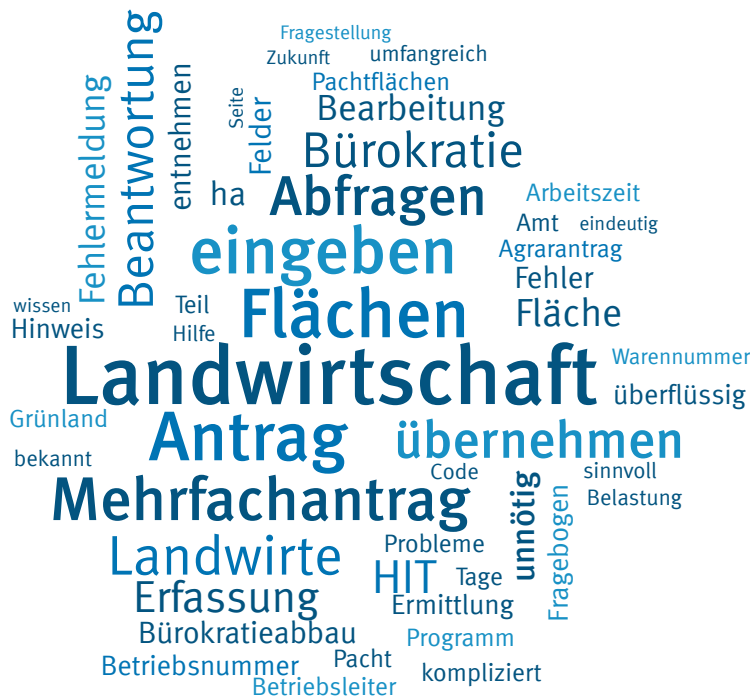 Fragestellung
Zukunft
umfangreich
Pachtflächen
Bearbeitung
Bürokratie
Fehlermeldung
Beantwortung
entnehmen
Seite
Felder
ha
Abfragen
Arbeitszeit
Amt
eindeutig
eingeben
Agrarantrag
Fehler
wissen
Hinweis
Teil
Hilfe
Flächen
Fläche
Landwirtschaft
Warennummer
überflüssig
Grünland
bekannt
Antrag
übernehmen
Code
sinnvoll
Mehrfachantrag
unnötig
Belastung
Fragebogen
Landwirte
Probleme
HIT
Tage
Erfassung
Ermittlung
Bürokratieabbau
Programm
Betriebsnummer
Pacht
kompliziert
Betriebsleiter